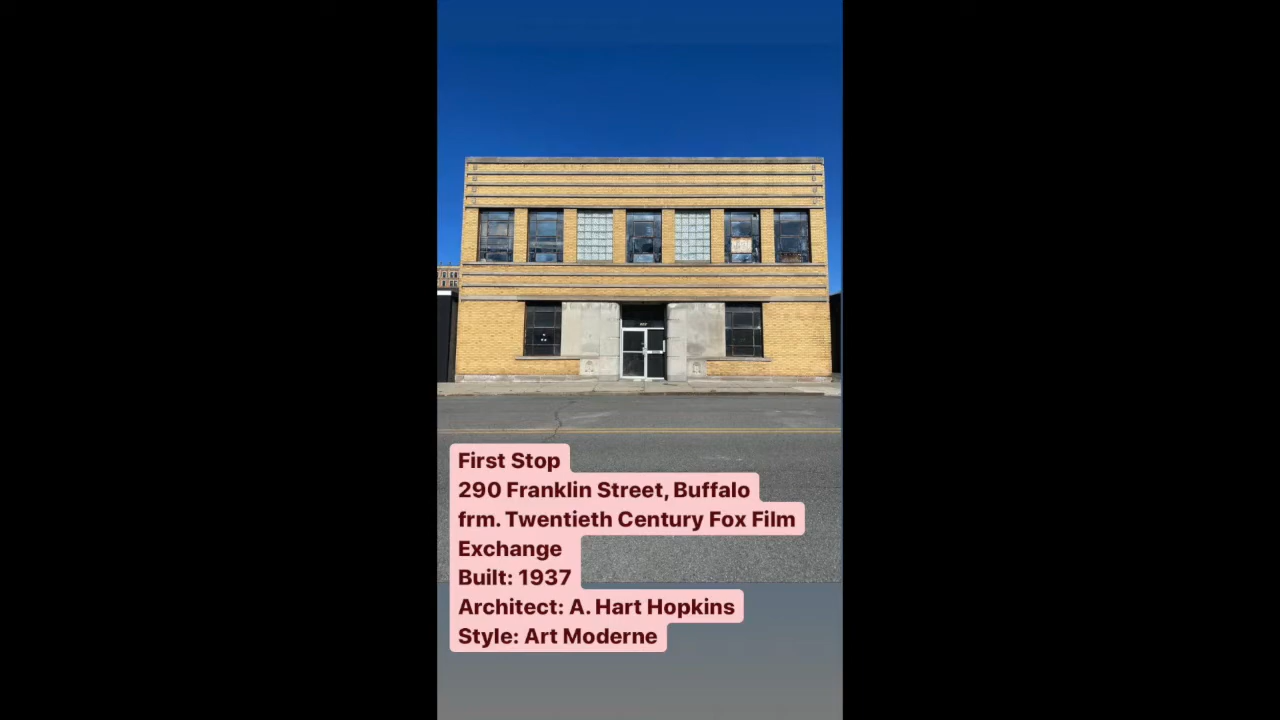 First Stop
290 Franklin Street, Buffalo
frm. Twentieth Century Fox Film
Exchange
Built: 1937
Architect: A. Hart Hopkins
Style: Art Moderne